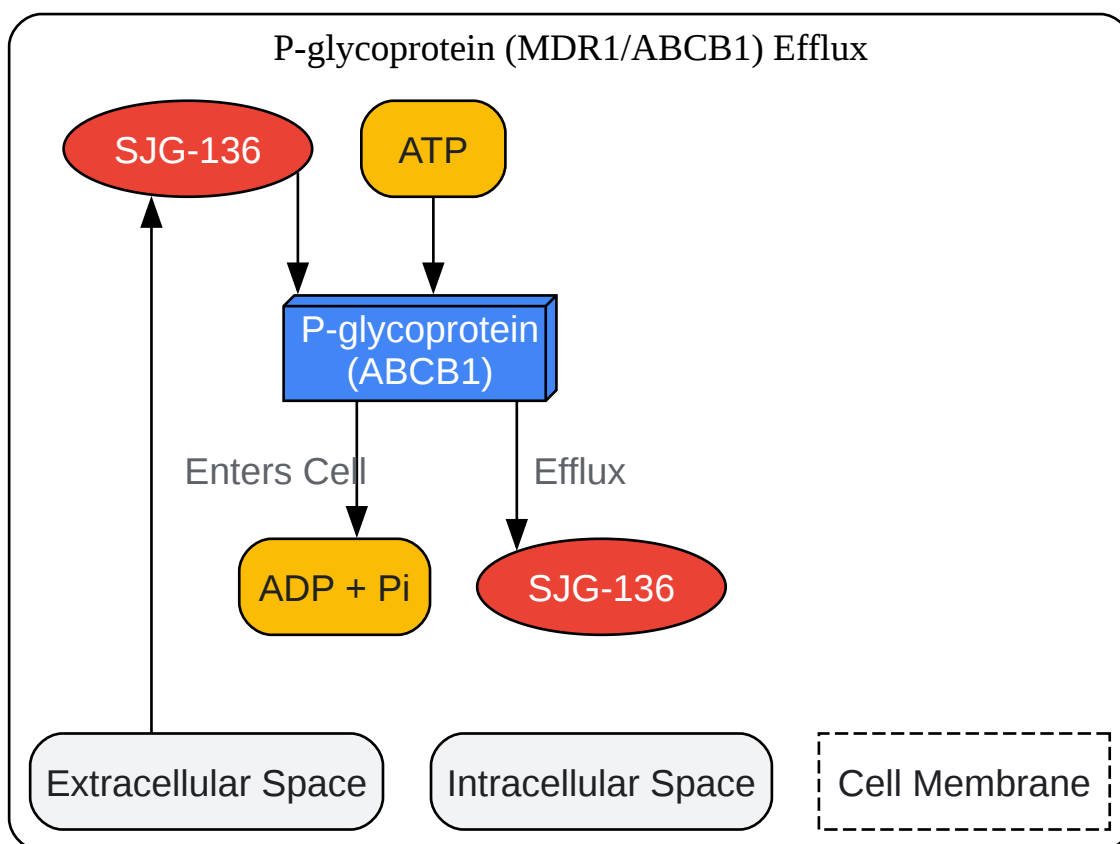 P-glycoprotein (MDR1/ABCB1) Efflux
SJG-136
ATP
P-glycoprotein
(ABCB1)
Enters Cell
Efflux
ADP + Pi
SJG-136
Extracellular Space
Intracellular Space
Cell Membrane